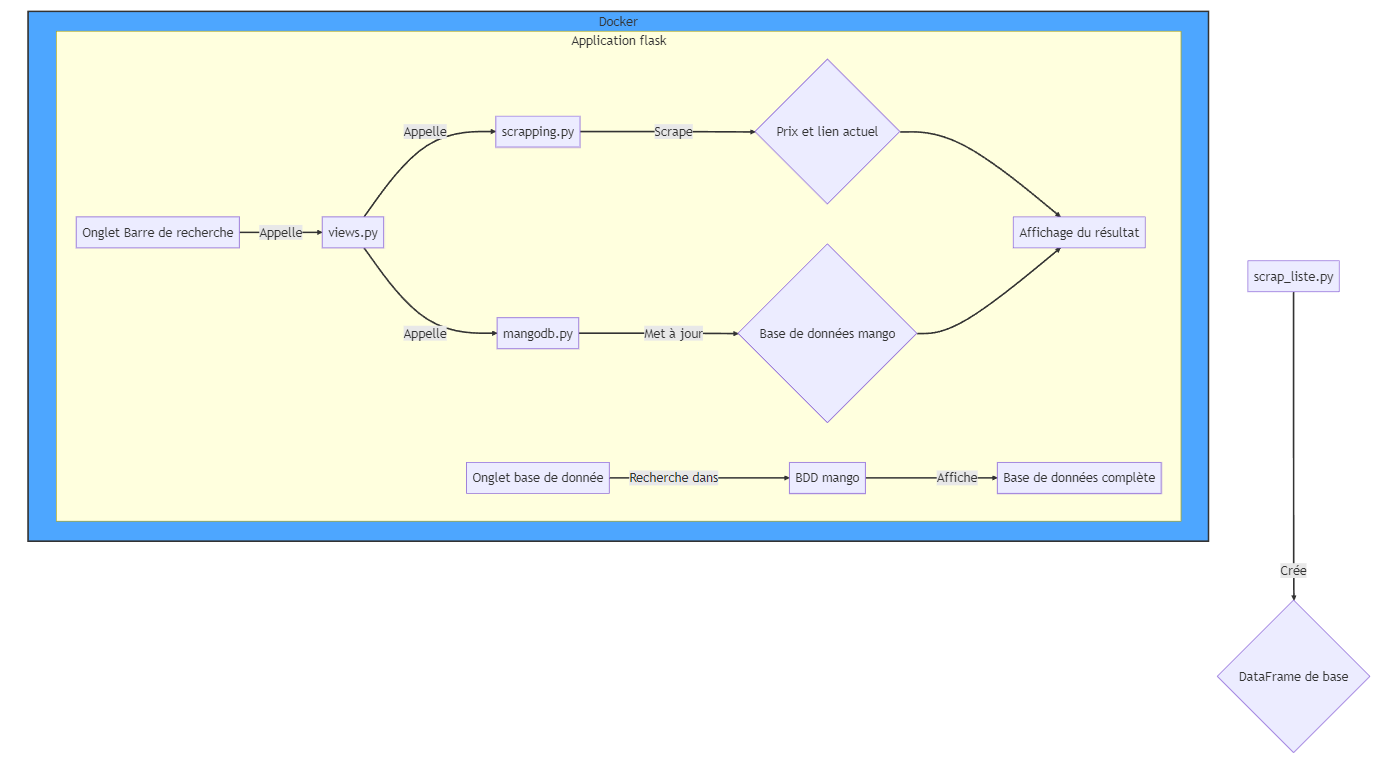 Docker
Application flask
Onglet Barre de recherche
Appelle
views.py
Appelle
scrapping.py
Scrape
Prix et lien actuel
Appelle
mangodb.py
Met à jour
Base de données mango
Affichage du résultat
Onglet base de donnée
Recherche dans
BDD mango
Affiche
Base de données complète
scrap_liste.py
Crée
DataFrame de base